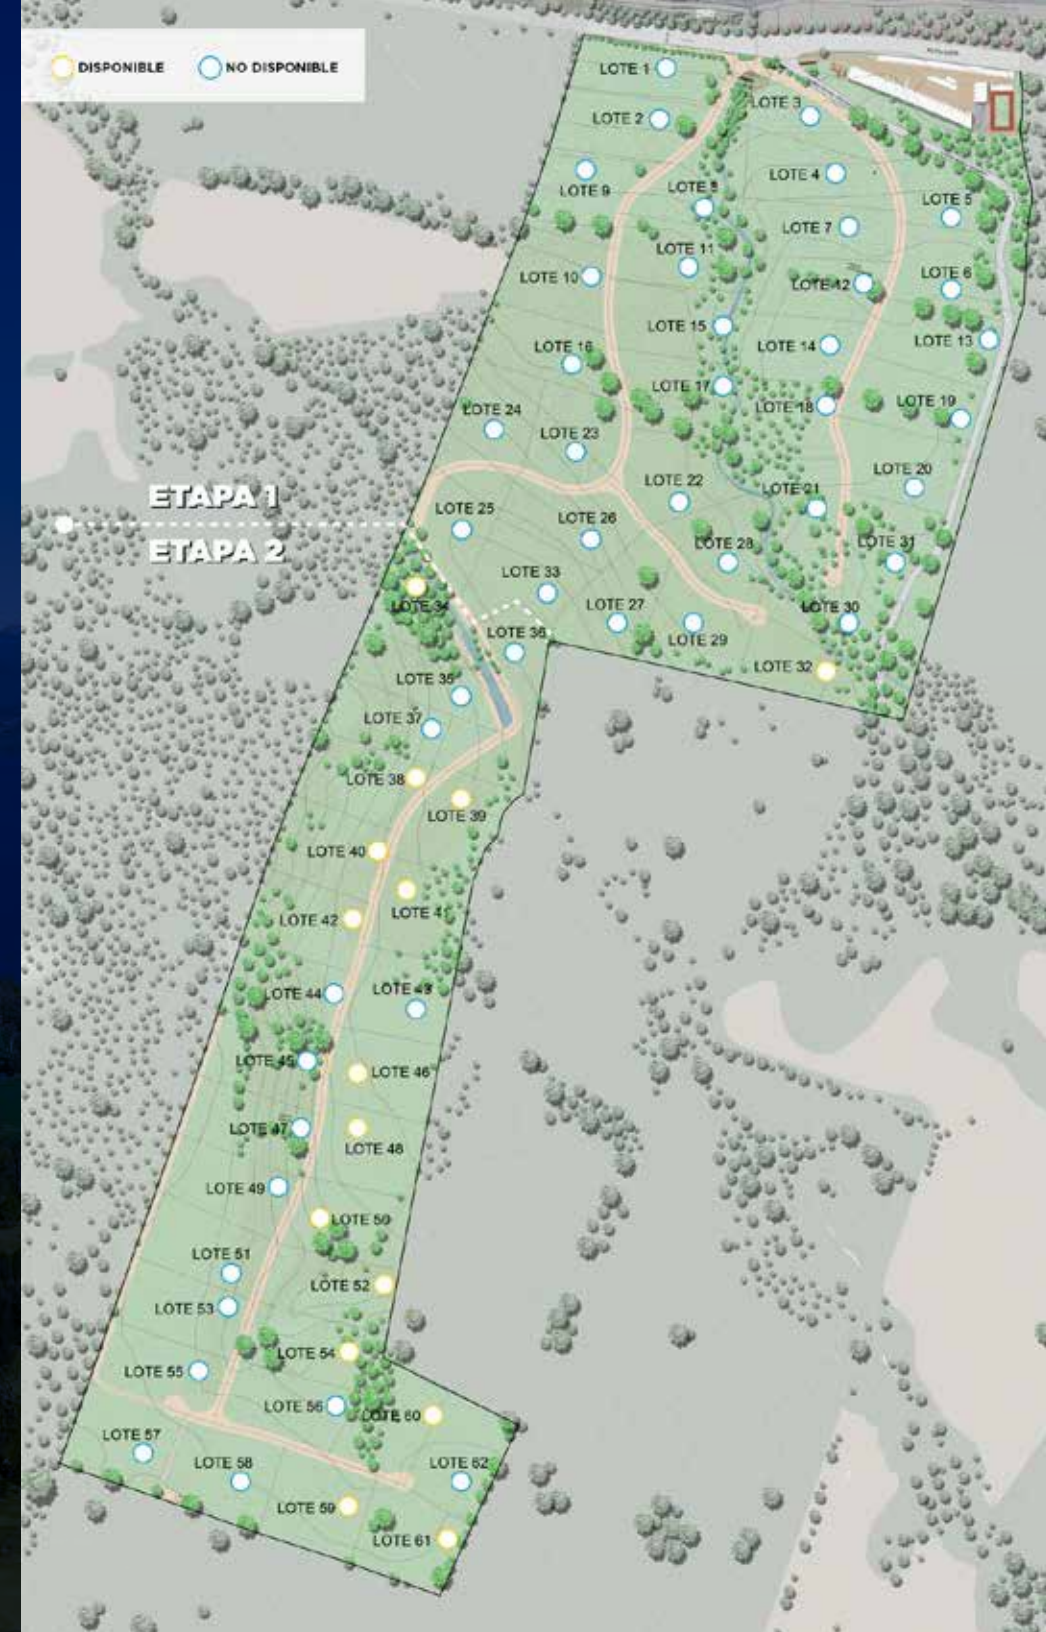 DISPONIBLE
NO DISPONIBLE
LOTE 1
LOTE 2
LOTE 3
LOTE 4
LOTE 9
LOTE 8
LOTE 5
LOTE 7
LOTE 11
LOTE 10
LOTE 12
LOTE 6
LOTE 15
LOTE 14
LOTE 13
LOTE 16
LOTE 17
LOTE 18
LOTE 19
LOTE 24
LOTE 23
LOTE 20
LOTE 22
LOTE 21
ETAPA 1
ETAPA 2
LOTE 25
LOTE 26
LOTE 28
LOTE 31
LOTE 33
LOTE 34
LOTE 27
LOTE 30
LOTE 36
LOTE 29
LOTE 32
LOTE 35
LOTE 37
LOTE 38
LOTE 39
LOTE 40
LOTE 41
LOTE 42
LOTE 44
LOTE 43
LOTE 45
LOTE 46
LOTE 47
LOTE 48
LOTE 49
LOTE 50
LOTE 51
LOTE 52
LOTE 53
LOTE 54
LOTE 55
LOTE 56
LOTE 60
LOTE 57
LOTE 58
LOTE 62
LOTE 59
LOTE 61